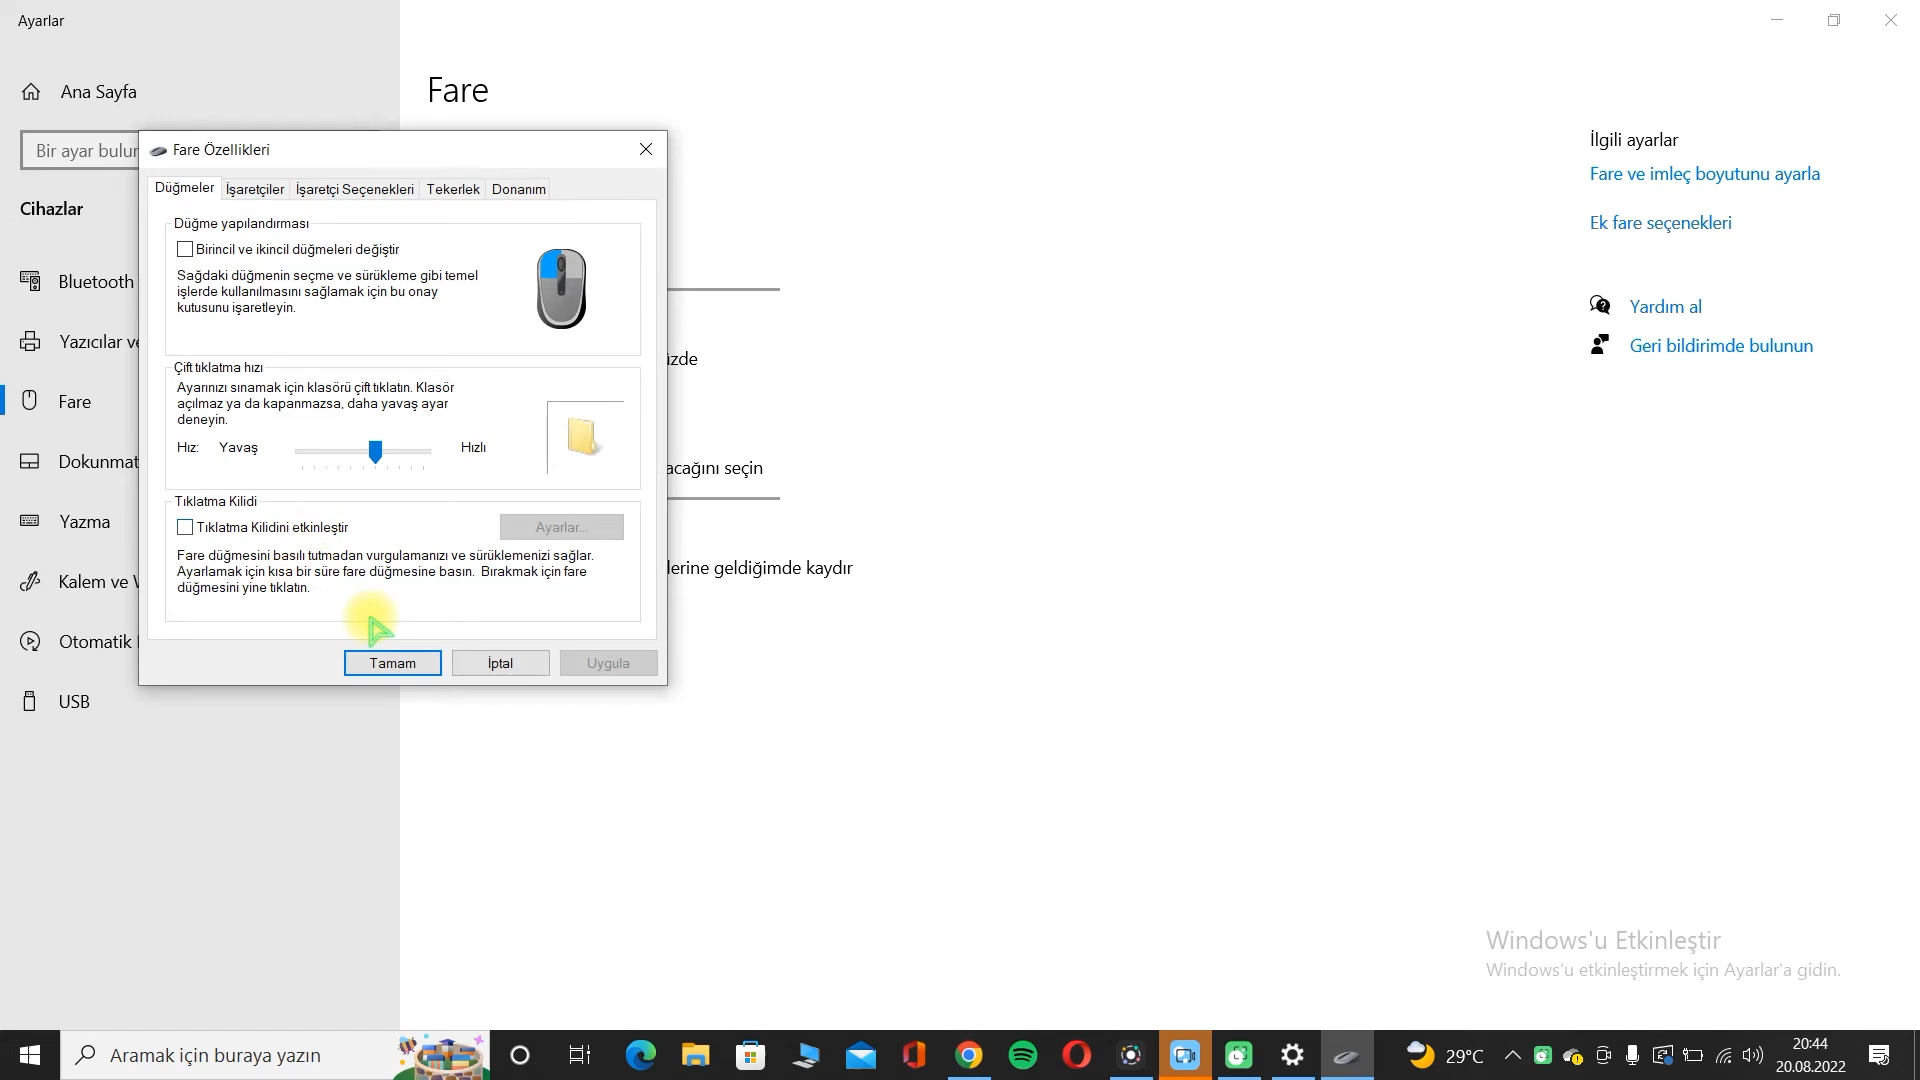 Ayarlar
Ana Sayfa
Fare
Bir ayar
Cihazlar
Bluetooth
Yazıcılar
Fare
Yazma
Kalem ve
Otomatik
USB
Fare Özellikleri
Düğmeler
İşaretçiler
İşaretçi Seçenekleri
Tekerlek
Donanım
Düğme yapılandırması
Birincil ve ikincil düğmeleri değiştir
Sağdaki düğmenin seçme ve sürükleme gibi temel
işlerde kullanılmasını sağlamak için bu onay
kutusunu işaretleyin.
Çift tıklatma hızı
Ayarınızı sınamak için klasörü çift tıklatın. Klasör
açılmaz ya da kapanmazsa, daha yavaş ayar
deneyin.
Hız: Yavaş Hızlı
Tıklatma Kilidi
Tıklatma Kilidini etkinleştir
Ayarlar...
Fare düğmesini basılı tutmadan vurgulamanızı ve sürüklemenizi sağlar.
Ayarlamak için kısa bir süre fare düğmesine basın. Bırakmak için fare
düğmesini yine tıklatın.
Tamam
İptal
Uygula
seçin
geldiğimde kaydır
İlgili ayarlar
Fare ve imleç boyutunu ayarla
Ek fare seçenekleri
Yardım al
Geri bildirimde bulunun
Windows'u Etkinleştir
Windows'u etkinleştirmek için Ayarlar'a gidin.
Aramak için buraya yazın
29°C
20:44
20.08.2022